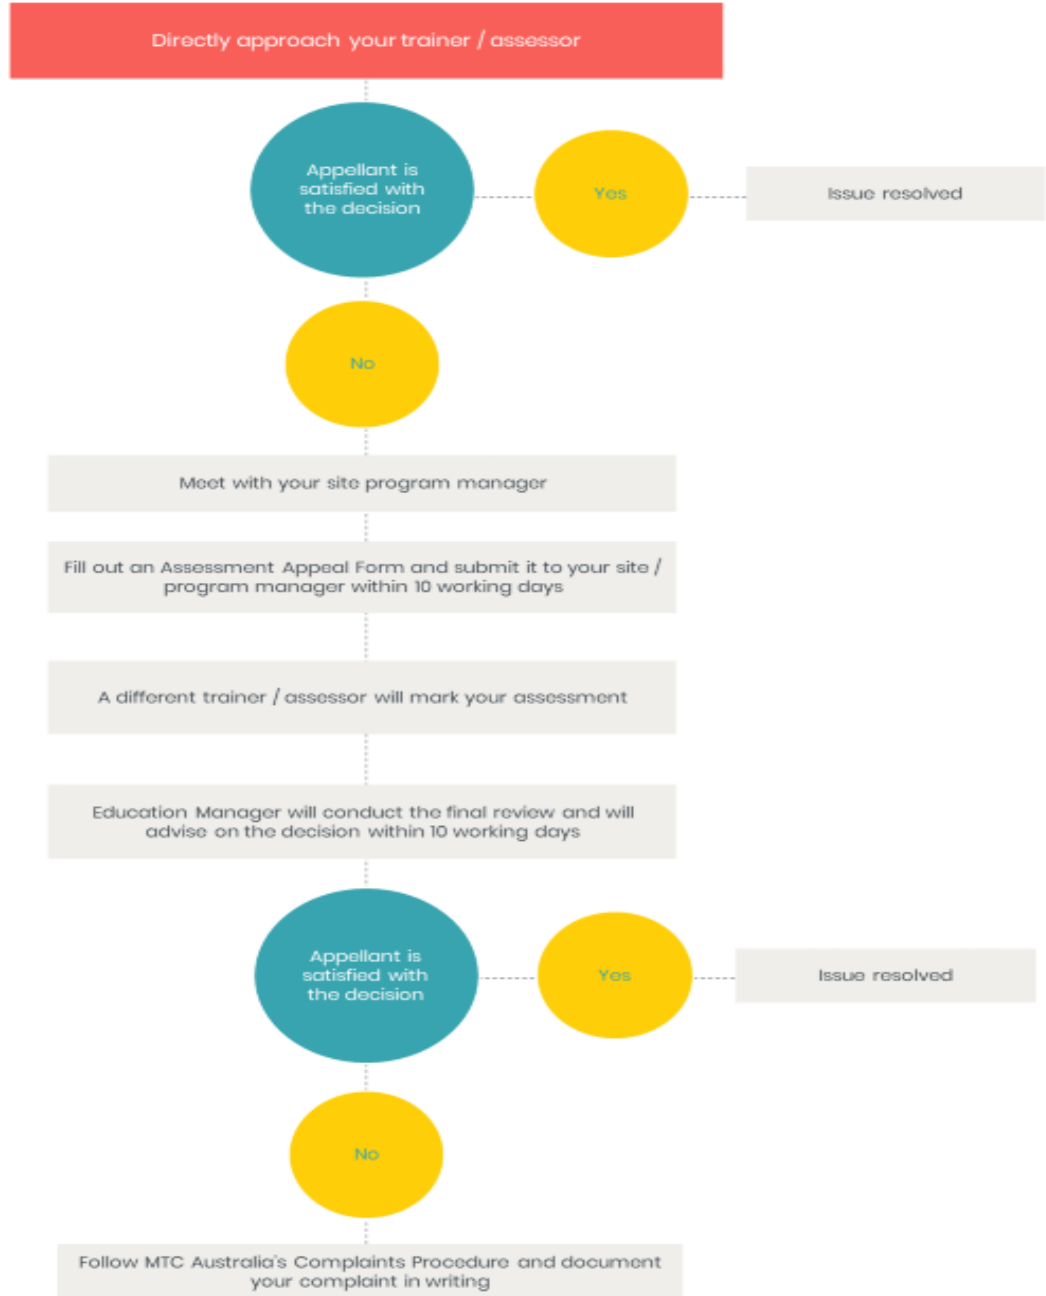 Directly approach your trainer / assessor
Appellant is
satisfied with
the decision
Yes
Issue resolved
No
Meet with your site program manager
Fill out an Assessment Appeal Form and submit it to your site /
program manager within 10 working days
A different trainer / assessor will mark your assessment
Education Manager will conduct the final review and will
advise on the decision within 10 working days
Appellant is
satisfied with
the decision
Yes
Issue resolved
No
Follow MTC Australia's Complaints Procedure and document
your complaint in writing